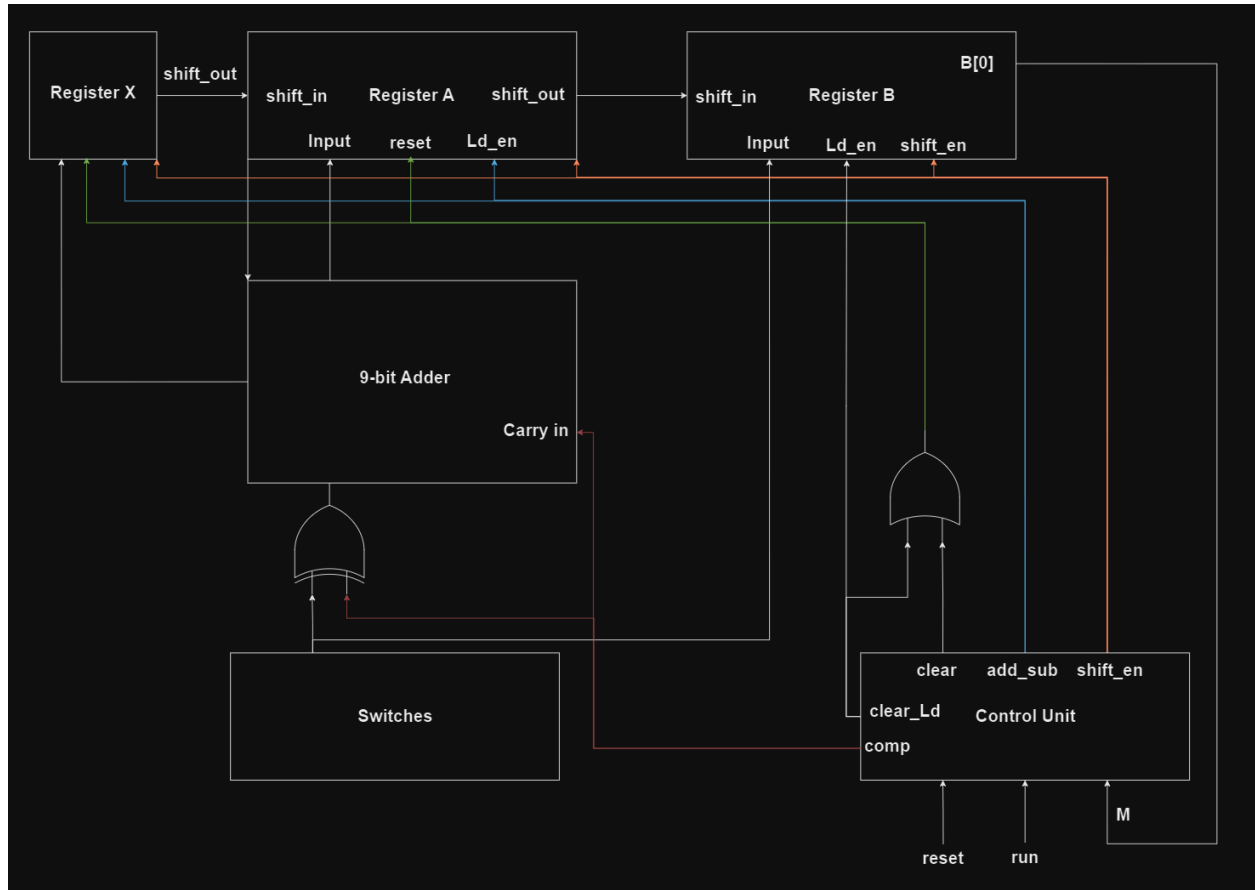 Register X
shift_out
shift_in
Register A
shift_out
Input
reset
Ld_en
shift_in
Register B
B[0]
Input
Ld_en
shift_en
9-bit Adder
Carry in
Switches
clear
add_sub
shift_en
clear_Ld
Control Unit
comp
M
reset
run